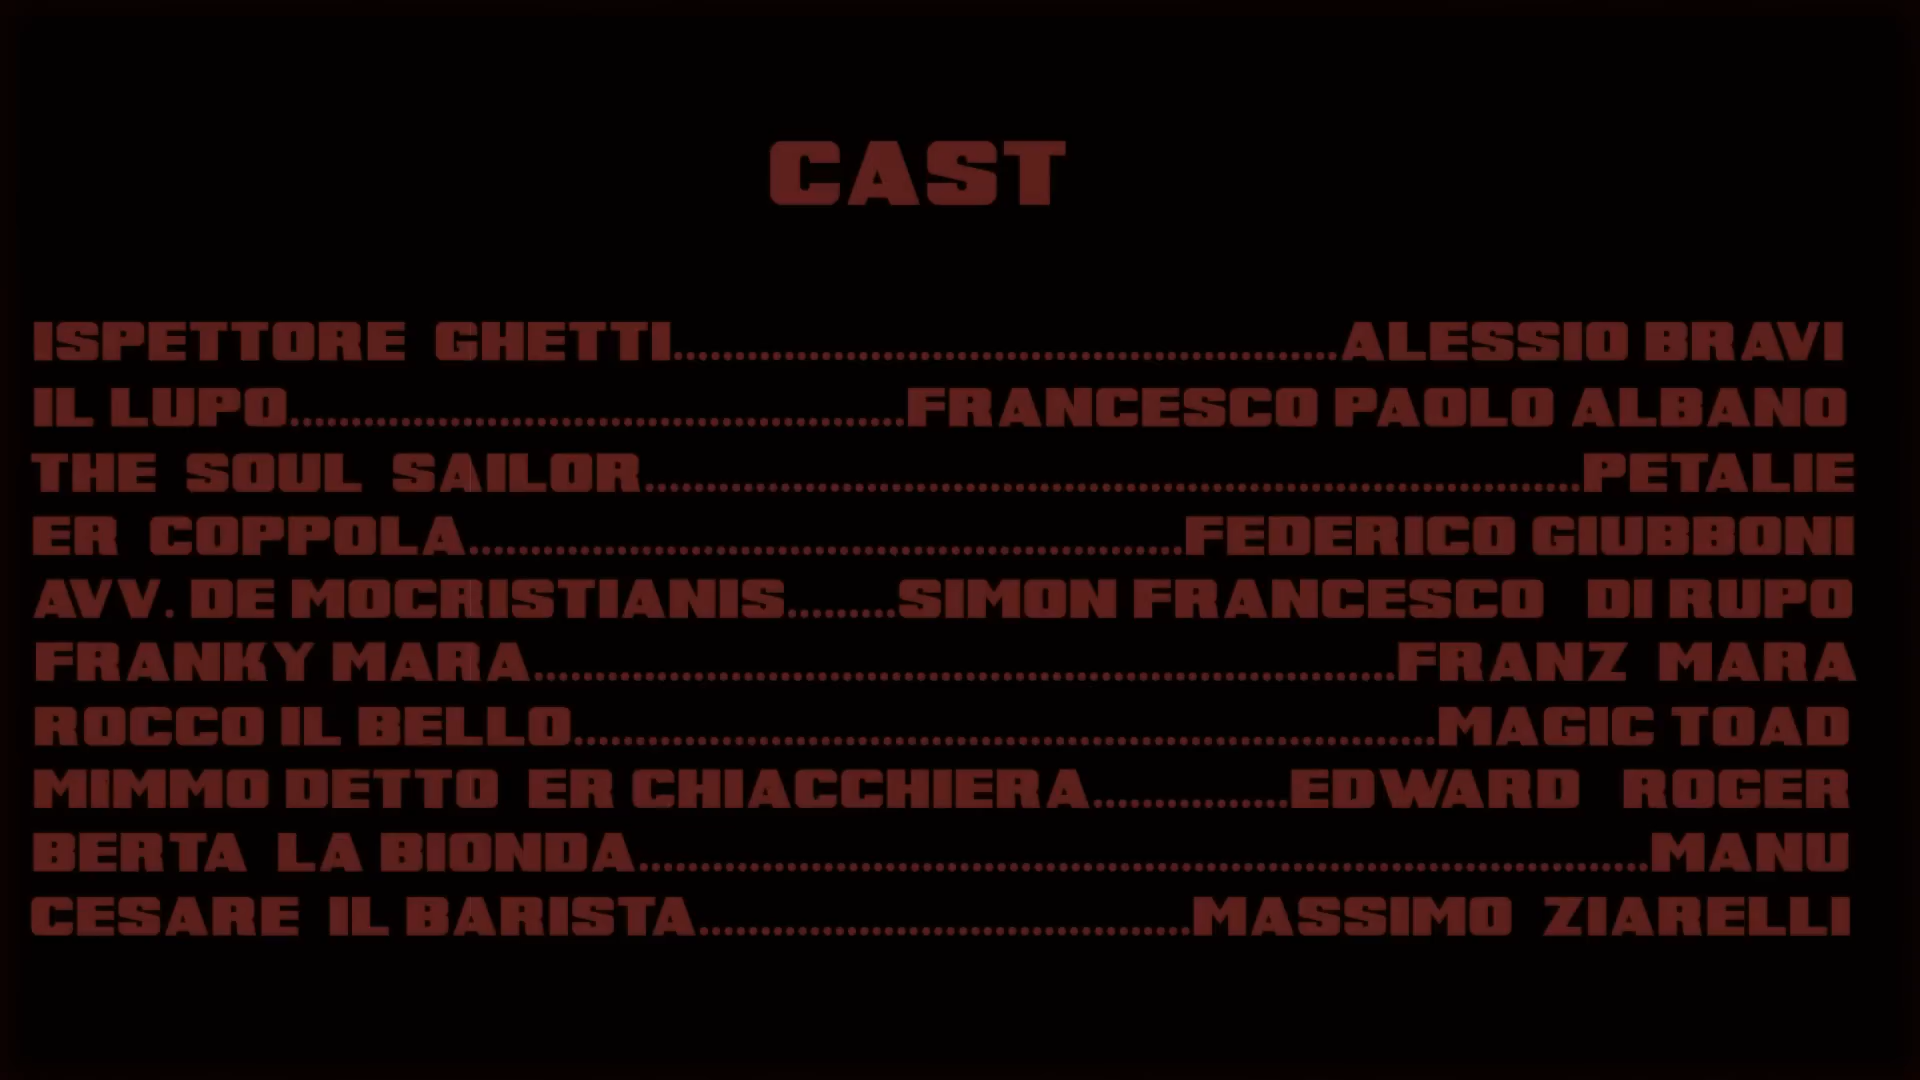 CAST
ISPETTORE GHETTI......................................................ALESSIO BRAVI
IL LUPO..................................................FRANCESCO PAOLO ALBANO
THE SOUL SAILOR............................................................................PETALIE
ER COPPOLA..........................................................FEDERICO GIUBBONI
AVV. DE MOCRISTIANIS.........SIMON FRANCESCO DI RUPO
FRANKY MARA......................................................................FRANZ MARA
ROCCO IL BELLO......................................................................MAGIC TOAD
MIMMO DETTO ER CHIACCHIERA................EDWARD ROGER
BERTA LA BIONDA..................................................................................MANU
CESARE IL BARISTA........................................MASSIMO ZIARELLI